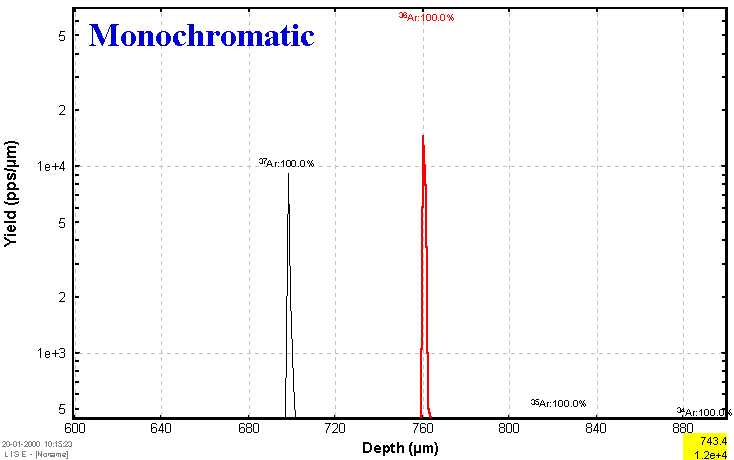 Monochromatic
³⁶Ar:100.0%
³⁷Ar:100.0%
³⁵Ar:100.0%
³⁴Ar:100.0%
Yield (pps/µm)
5
2
1e+4
5
2
1e+3
5
600 640 680 720 760 800 840 880
Depth (µm)
20-01-2000 10:15:23
L I S E - [Noname]
743.4
1.2e+4